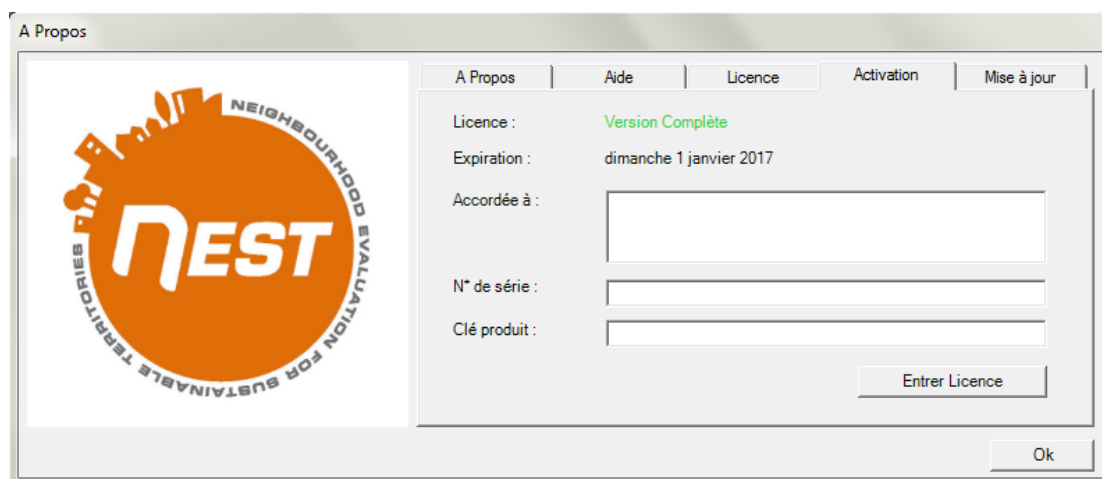 A Propos
NEIGHBOURHOOD EVALUATION FOR SUSTAINABLE TERRITORIES
nEST
A Propos Aide Licence Activation Mise à jour
Licence : Version Complète
Expiration : dimanche 1 janvier 2017
Accordée à :
N° de série :
Clé produit :
Entrer Licence
Ok